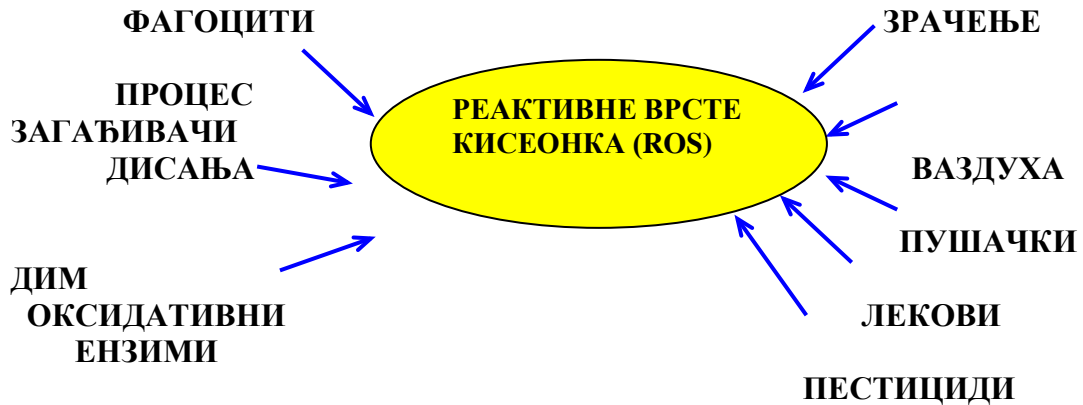 ФАГОЦИТИ
ЗРАЧЕЊЕ
ПРОЦЕС
ЗАГАЂИВАЧИ
ДИСАЊА
РЕАКТИВНЕ ВРСТЕ
КИСЕОНКА (ROS)
ВАЗДУХА
ПУШАЧКИ
ДИМ
ОКСИДАТИВНИ
ЕНЗИМИ
ЛЕКОВИ
ПЕСТИЦИДИ